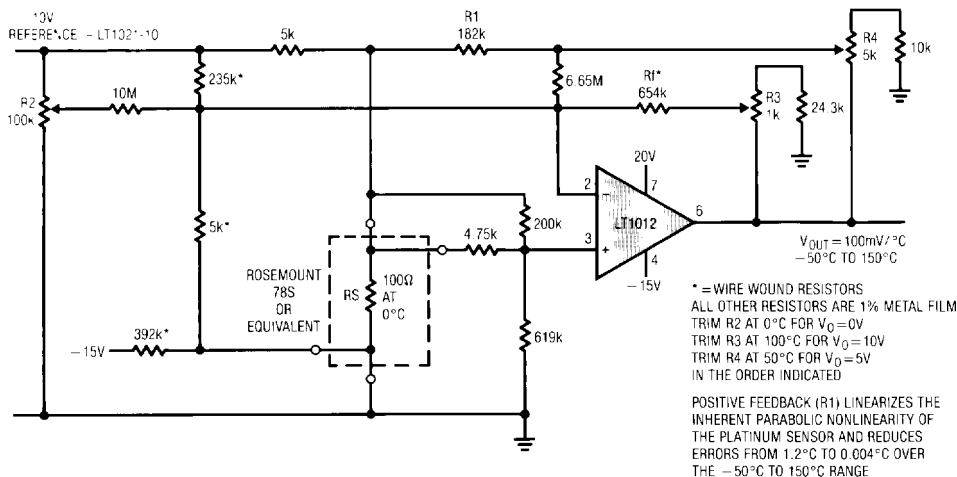 10V
REFERENCE – LT1021-10
5k
R1
182k
R4
5k
10k
235k*
6.65M
Rf*
654k
R2
100k
10M
R3
1k
24.3k
20V
2
7
5k*
200k
LT1012
6
4.75k
3
4
–15V
VOUT = 100mV/°C
–50°C TO 150°C
ROSEMOUNT
78S
OR
EQUIVALENT
RS
100Ω
AT
0°C
392k*
–15V
619k
* = WIRE WOUND RESISTORS
ALL OTHER RESISTORS ARE 1% METAL FILM
TRIM R2 AT 0°C FOR VO = 0V
TRIM R3 AT 100°C FOR VO = 10V
TRIM R4 AT 50°C FOR VO = 5V
IN THE ORDER INDICATED
POSITIVE FEEDBACK (R1) LINEARIZES THE
INHERENT PARABOLIC NONLINEARITY OF
THE PLATINUM SENSOR AND REDUCES
ERRORS FROM 1.2°C TO 0.004°C OVER
THE –50°C TO 150°C RANGE